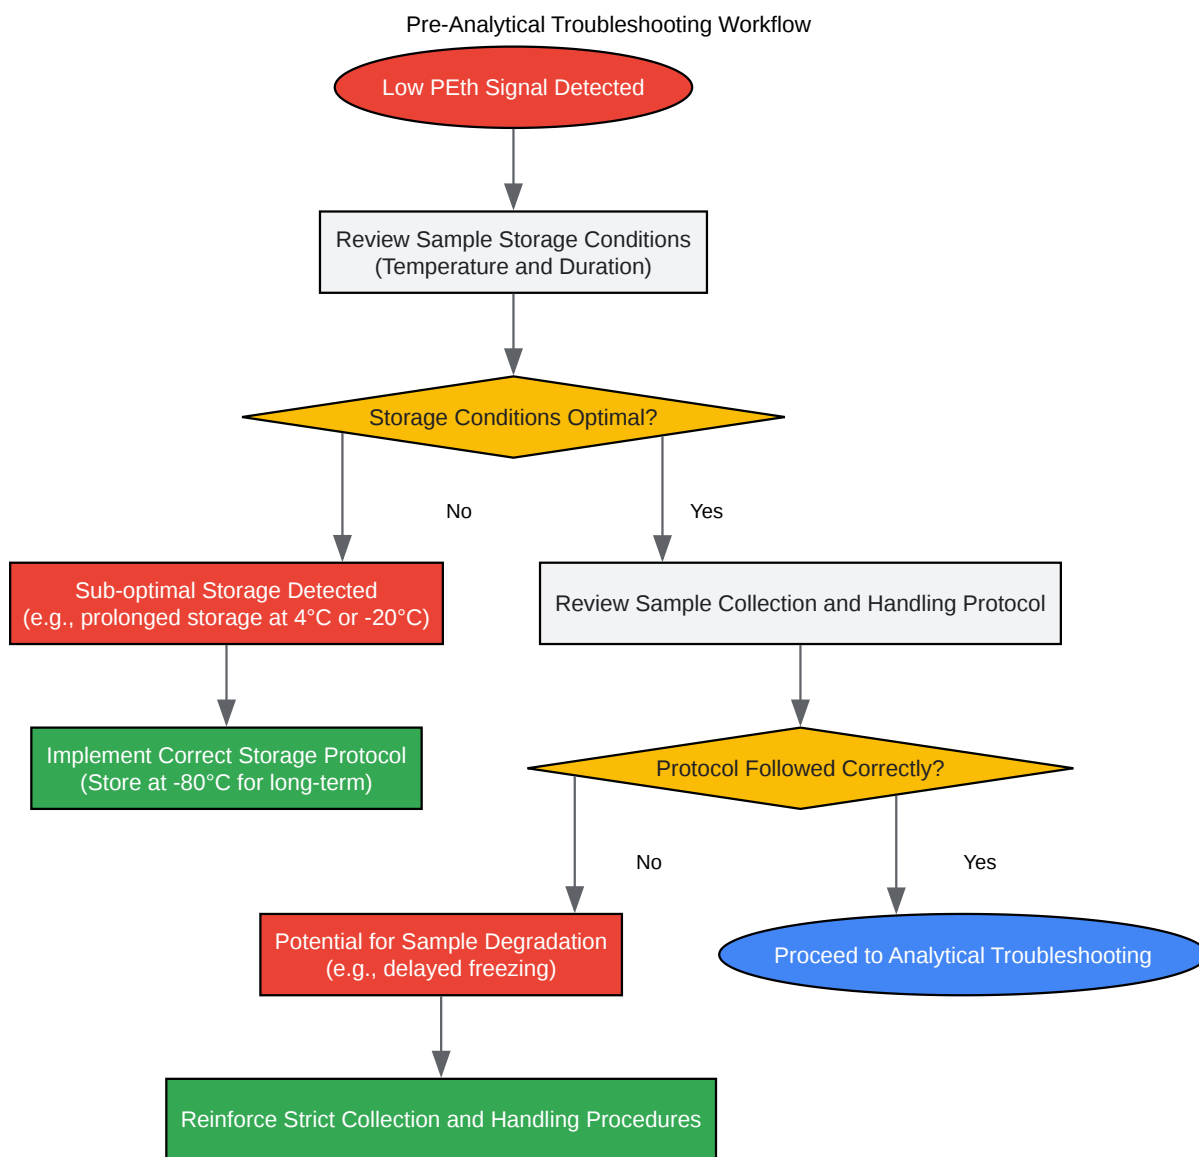 Pre-Analytical Troubleshooting Workflow
Low PEth Signal Detected
Review Sample Storage Conditions
(Temperature and Duration)
Storage Conditions Optimal?
No
Yes
Sub-optimal Storage Detected
(e.g., prolonged storage at 4°C or -20°C)
Review Sample Collection and Handling Protocol
Implement Correct Storage Protocol
(Store at -80°C for long-term)
Protocol Followed Correctly?
No
Yes
Potential for Sample Degradation
(e.g., delayed freezing)
Proceed to Analytical Troubleshooting
Reinforce Strict Collection and Handling Procedures